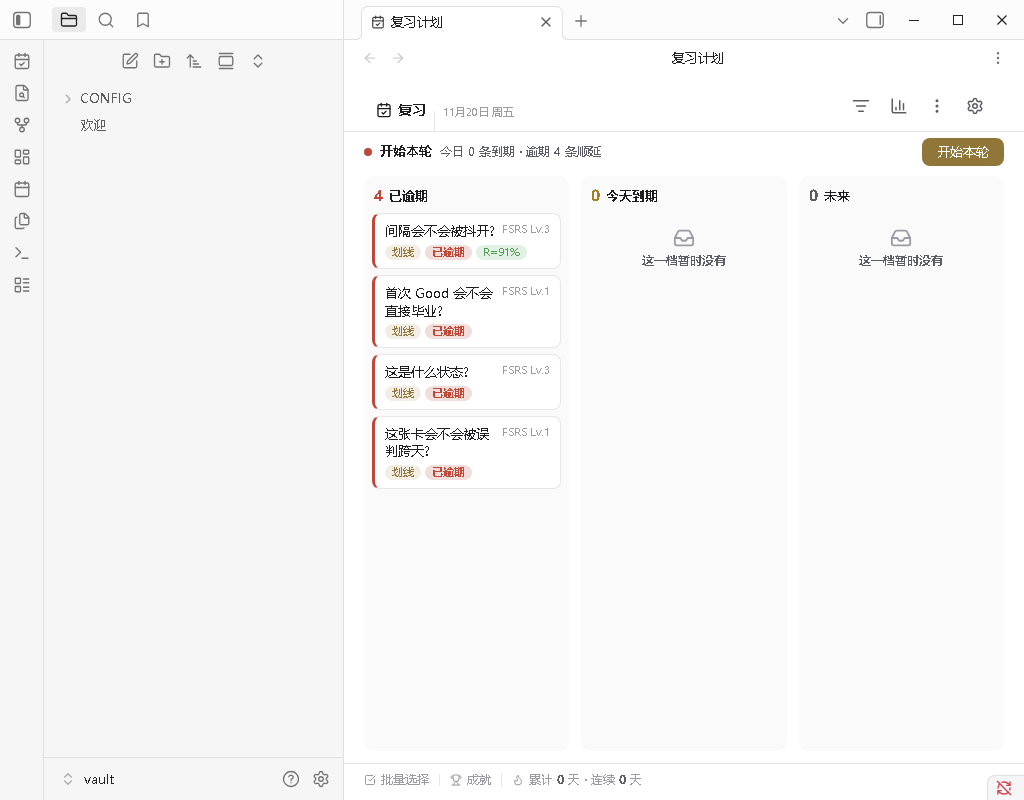 复习计划
复习计划
CONFIG
欢迎
复习 11月20日 周五
开始本轮 今日 0 条到期 · 逾期 4 条顺延 开始本轮
4 已逾期
间隔会不会被抖开? FSRS Lv.3
划线 已逾期 R=91%
首次 Good 会不会 FSRS Lv.1
直接毕业?
划线 已逾期
这是什么状态? FSRS Lv.3
划线 已逾期
这张卡会不会被误 FSRS Lv.1
判跨天?
划线 已逾期
0 今天到期
这一档暂时没有
0 未来
这一档暂时没有
vault
批量选择 成就 累计 0 天 · 连续 0 天